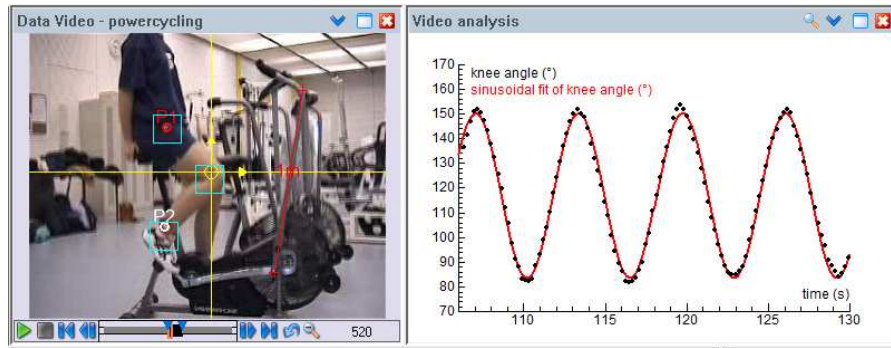 Data Video - powercycling
P1
1m
P2
520
Video analysis
knee angle (°)
sinusoidal fit of knee angle (°)
170
160
150
140
130
120
110
100
90
80
70
110
115
120
125
130
time (s)